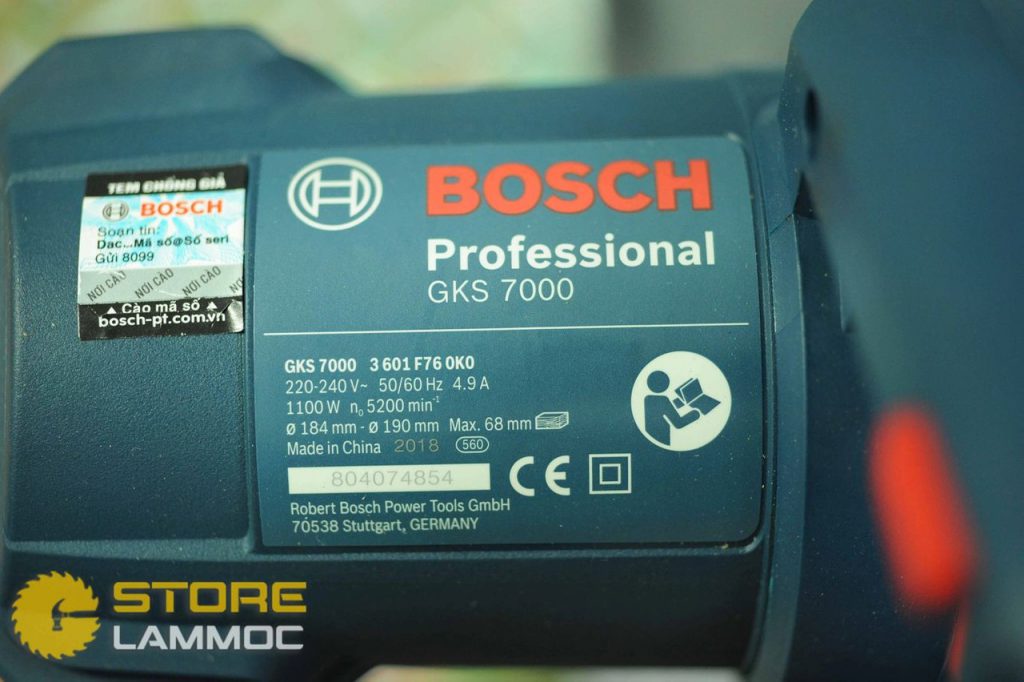 TEM CHỐNG GIẢ
BOSCH
Soạn tin:
Dac...Mã số@Số seri
Gửi 8099
NƠI CÀO NƠI CÀO NƠI CÀO
▲ Cào mã số ▲
bosch-pt.com.vn
BOSCH
Professional
GKS 7000
GKS 7000 3 601 F76 0K0
220-240 V~ 50/60 Hz 4.9 A
1100 W n₀ 5200 min⁻¹
ø 184 mm - ø 190 mm Max. 68 mm
Made in China 2018 560
804074854
CE
Robert Bosch Power Tools GmbH
70538 Stuttgart, GERMANY
STORE
LAMMOC